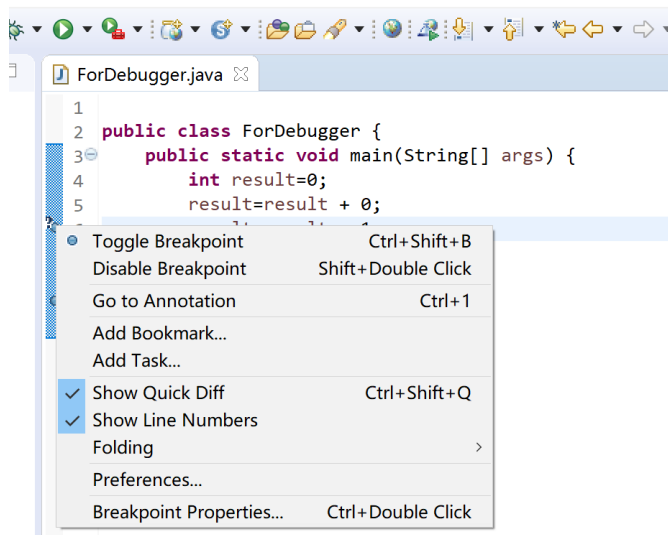 ForDebugger.java
1
2 public class ForDebugger {
3 public static void main(String[] args) {
4 int result=0;
5 result=result + 0;
Toggle Breakpoint Ctrl+Shift+B
Disable Breakpoint Shift+Double Click
Go to Annotation Ctrl+1
Add Bookmark...
Add Task...
Show Quick Diff Ctrl+Shift+Q
Show Line Numbers
Folding
Preferences...
Breakpoint Properties... Ctrl+Double Click